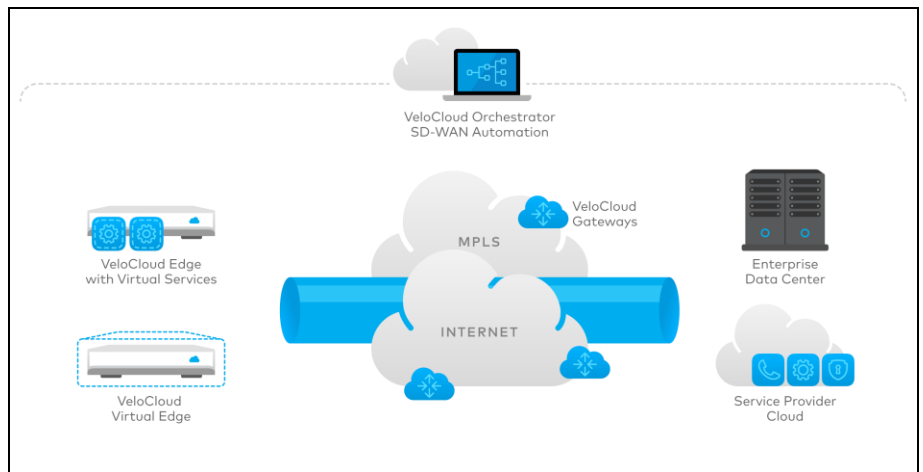 VeloCloud Orchestrator
SD-WAN Automation
VeloCloud
Gateways
MPLS
VeloCloud Edge
with Virtual Services
Enterprise
Data Center
INTERNET
VeloCloud
Virtual Edge
Service Provider
Cloud